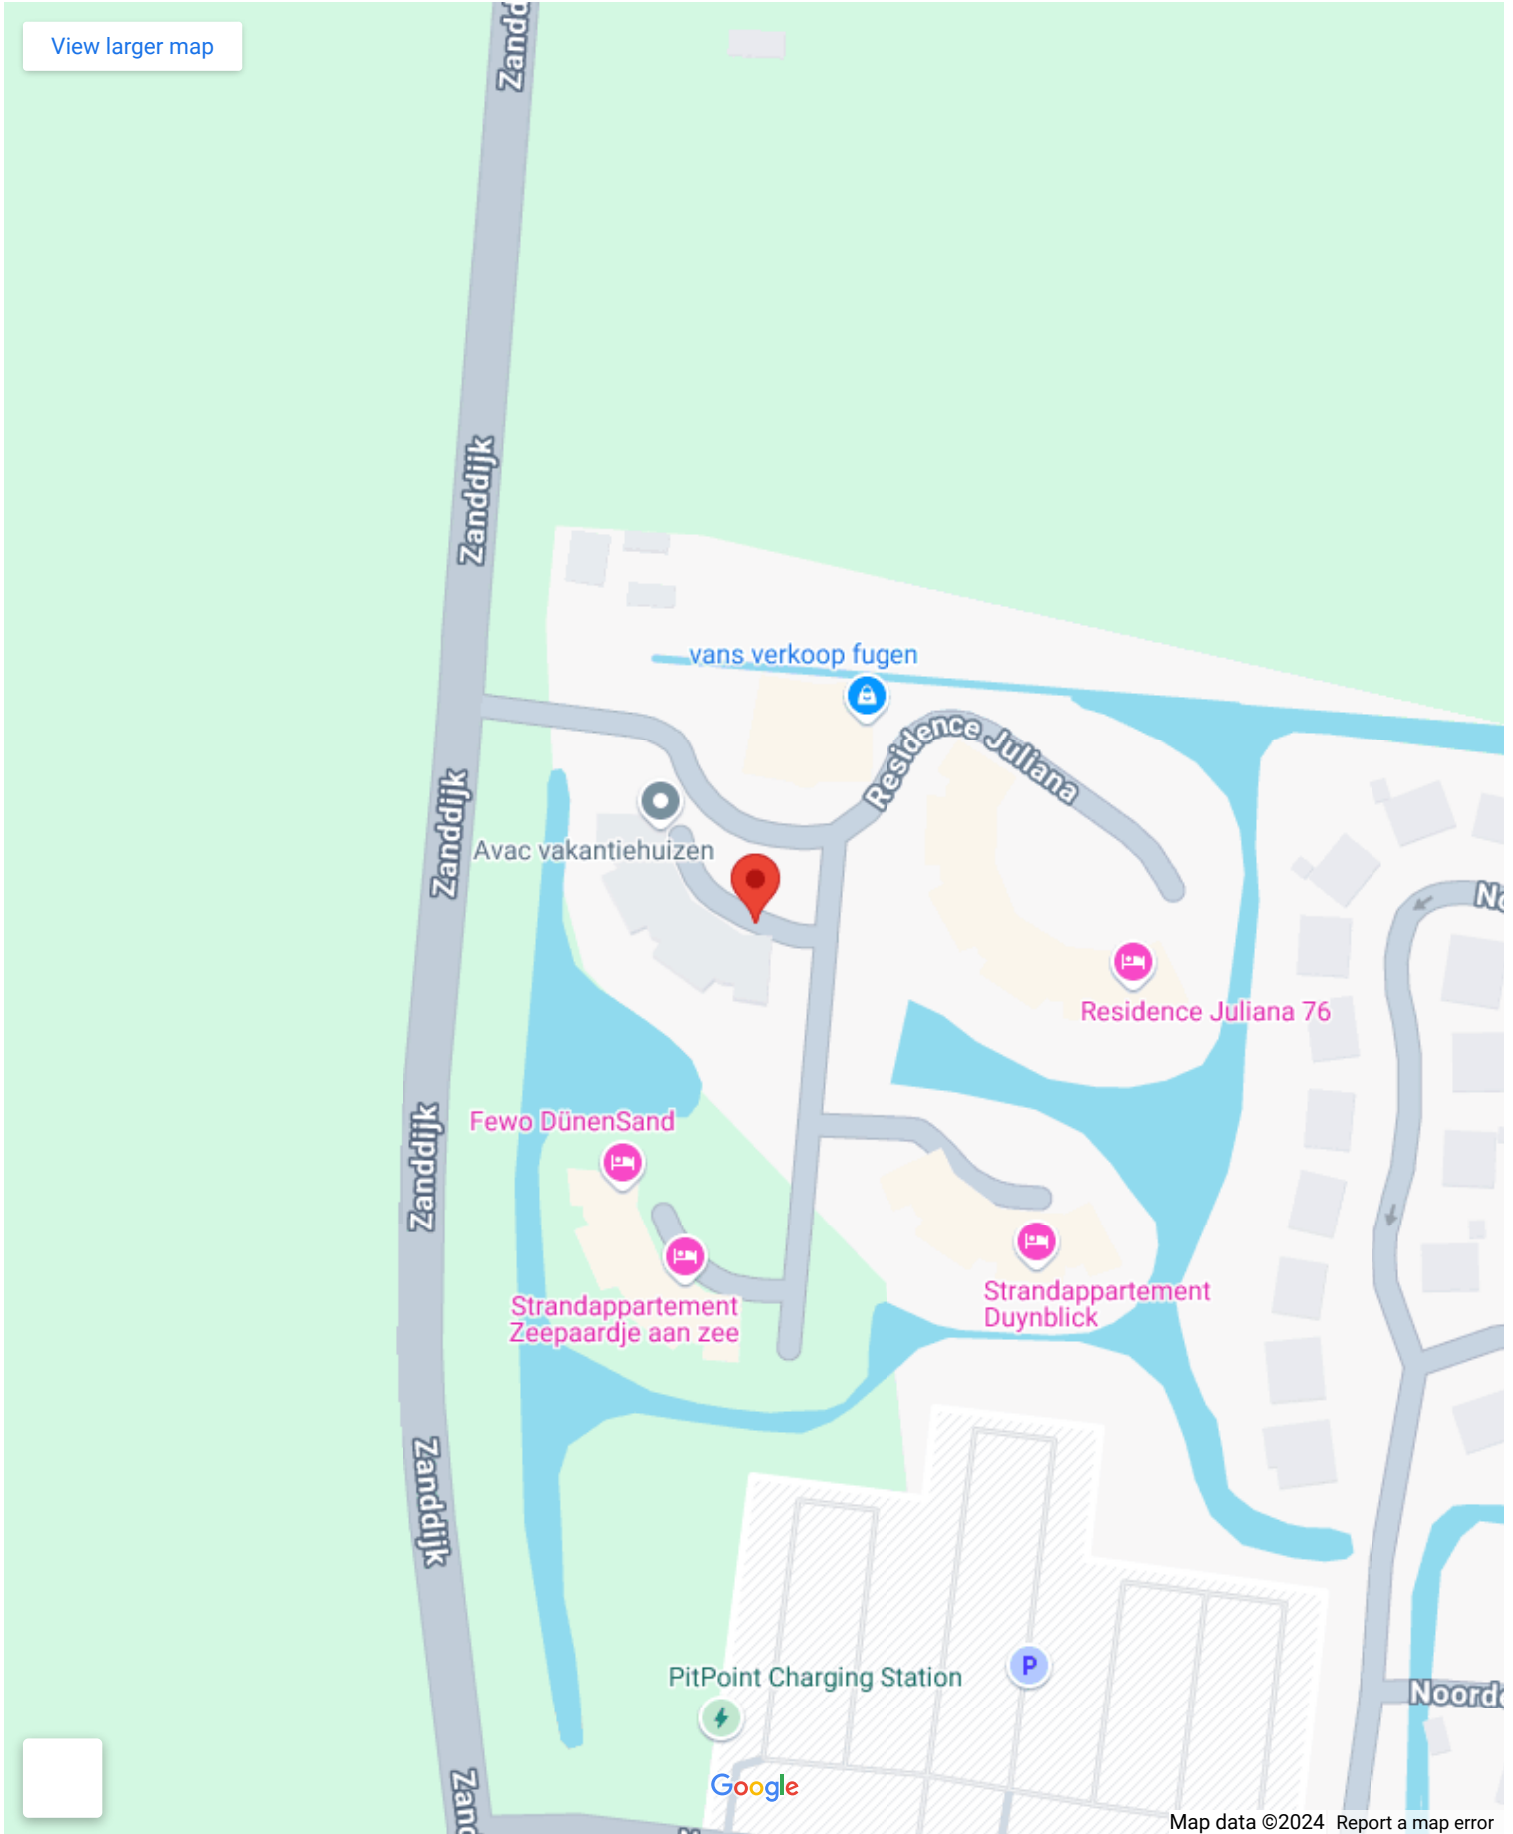 View larger map
Zanddijk
vans verkoop fugen
Residence Juliana
Zanddijk
Avac vakantiehuizen
Residence Juliana 76
Zanddijk
Fewo DünenSand
Strandappartement
Duynblick
Strandappartement
Zeepaardje aan zee
Zanddijk
PitPoint Charging Station
P
Google
Map data ©2024
Report a map error